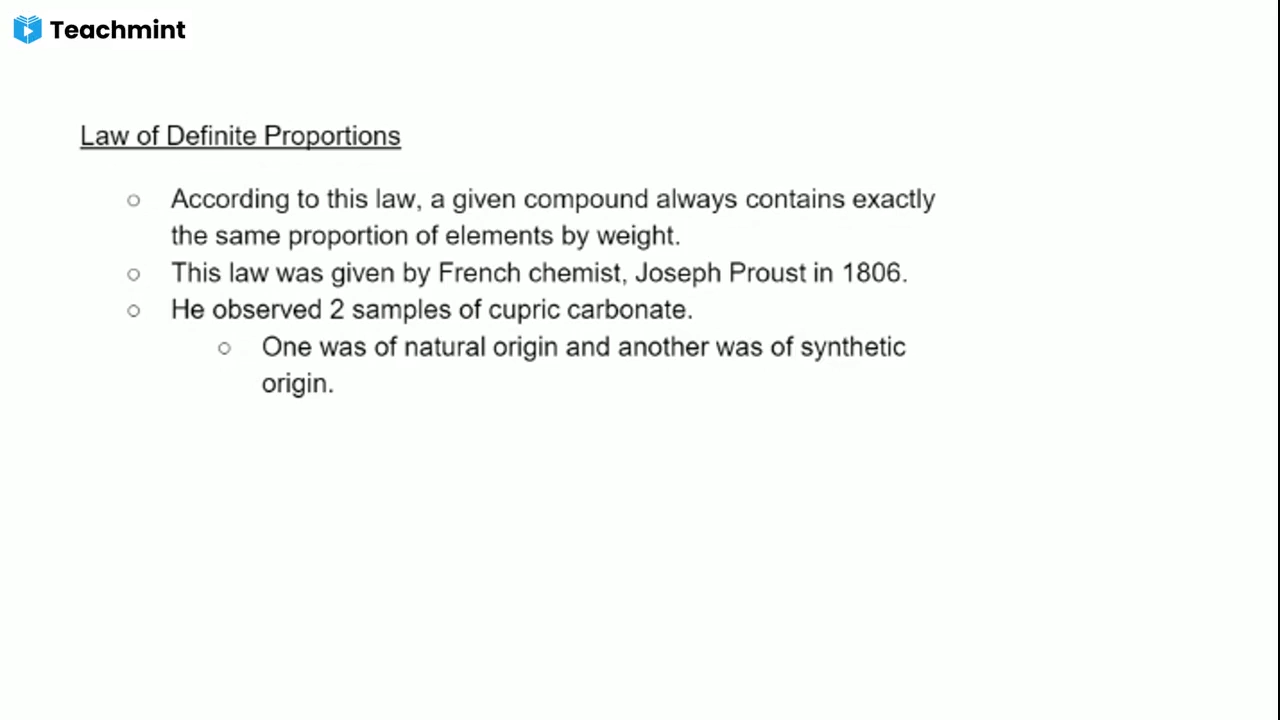 Teachmint
Law of Definite Proportions
○ According to this law, a given compound always contains exactly
the same proportion of elements by weight.
○ This law was given by French chemist, Joseph Proust in 1806.
○ He observed 2 samples of cupric carbonate.
○ One was of natural origin and another was of synthetic
origin.